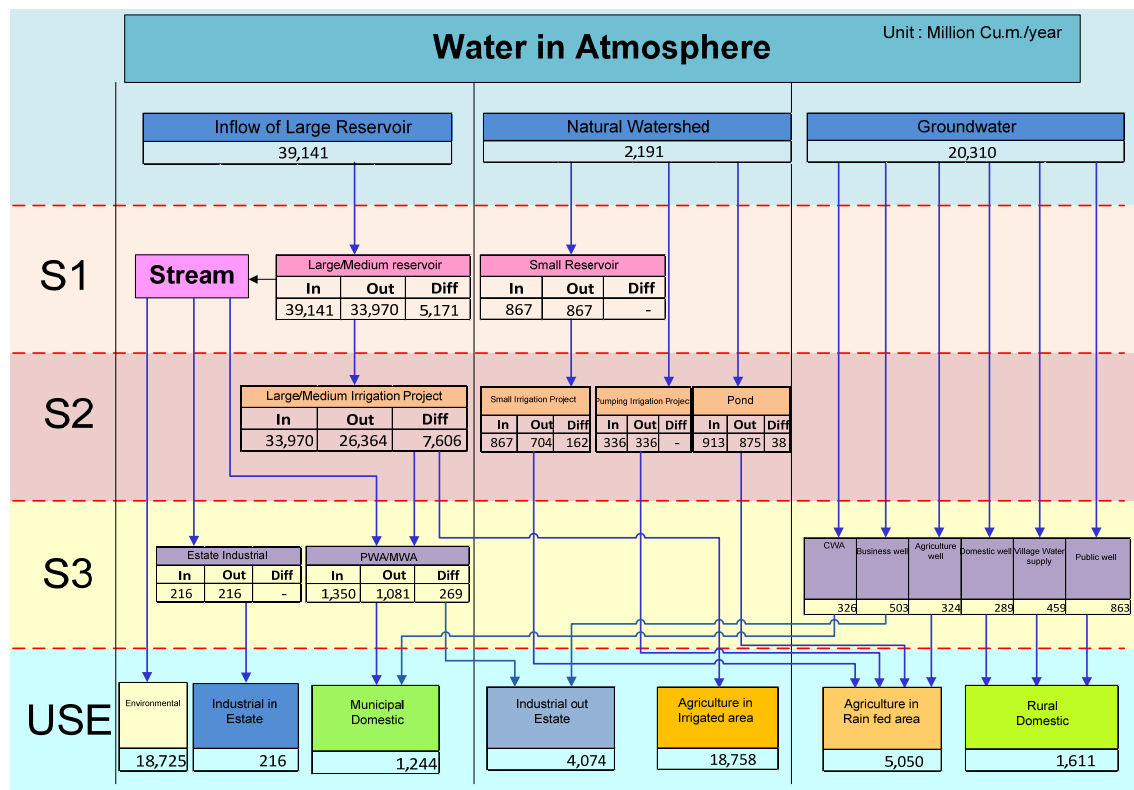 Water in Atmosphere
Unit : Million Cu.m./year
Inflow of Large Reservoir
39,141
Natural Watershed
2,191
Groundwater
20,310
S1
Stream
Large/Medium reservoir
In Out Diff
39,141 33,970 5,171
Small Reservoir
In Out Diff
867 867 -
S2
Large/Medium Irrigation Project
In Out Diff
33,970 26,364 7,606
Small Irrigation Project
In Out Diff
867 704 162
Pumping Irrigation Project
In Out Diff
336 336 -
Pond
In Out Diff
913 875 38
S3
Estate Industrial
In Out Diff
216 216 -
PWA/MWA
In Out Diff
1,350 1,081 269
CWA
326
Business well
503
Agriculture
well
324
Domestic well
289
Village Water
supply
459
Public well
863
USE
Environmental
18,725
Industrial in
Estate
216
Municipal
Domestic
1,244
Industrial out
Estate
4,074
Agriculture in
Irrigated area
18,758
Agriculture in
Rain fed area
5,050
Rural
Domestic
1,611